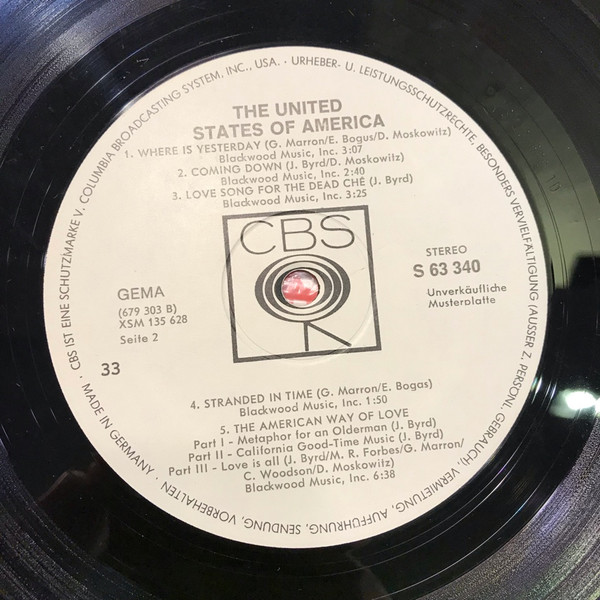 CBS IST EINE SCHUTZMARKE V. COLUMBIA BROADCASTING SYSTEM, INC., USA. · URHEBER- U. LEISTUNGSSCHUTZRECHTE, BESONDERS VERVIELFÄLTIGUNG (AUSSER Z. PERSÖNL. GEBRAUCH), VERMIETUNG, AUFFÜHRUNG, SENDUNG, VORBEHALTEN · MADE IN GERMANY ·
THE UNITED
STATES OF AMERICA
1. WHERE IS YESTERDAY (G. Marron/E. Bogus/D. Moskowitz)
Blackwood Music, Inc. 3:07
2. COMING DOWN (J. Byrd/D. Moskowitz)
Blackwood Music, Inc. 2:40
3. LOVE SONG FOR THE DEAD CHÉ (J. Byrd)
Blackwood Music, Inc. 3:25
CBS
GEMA
(679 303 B)
XSM 135 628
Seite 2
33
STEREO
S 63 340
Unverkäufliche
Musterplatte
4. STRANDED IN TIME (G. Marron/E. Bogas)
Blackwood Music, Inc. 1:50
5. THE AMERICAN WAY OF LOVE
Part I - Metaphor for an Olderman (J. Byrd)
Part II - California Good-Time Music (J. Byrd)
Part III - Love is all (J. Byrd/M. R. Forbes/G. Marron/
C. Woodson/D. Moskowitz)
Blackwood Music, Inc. 6:38